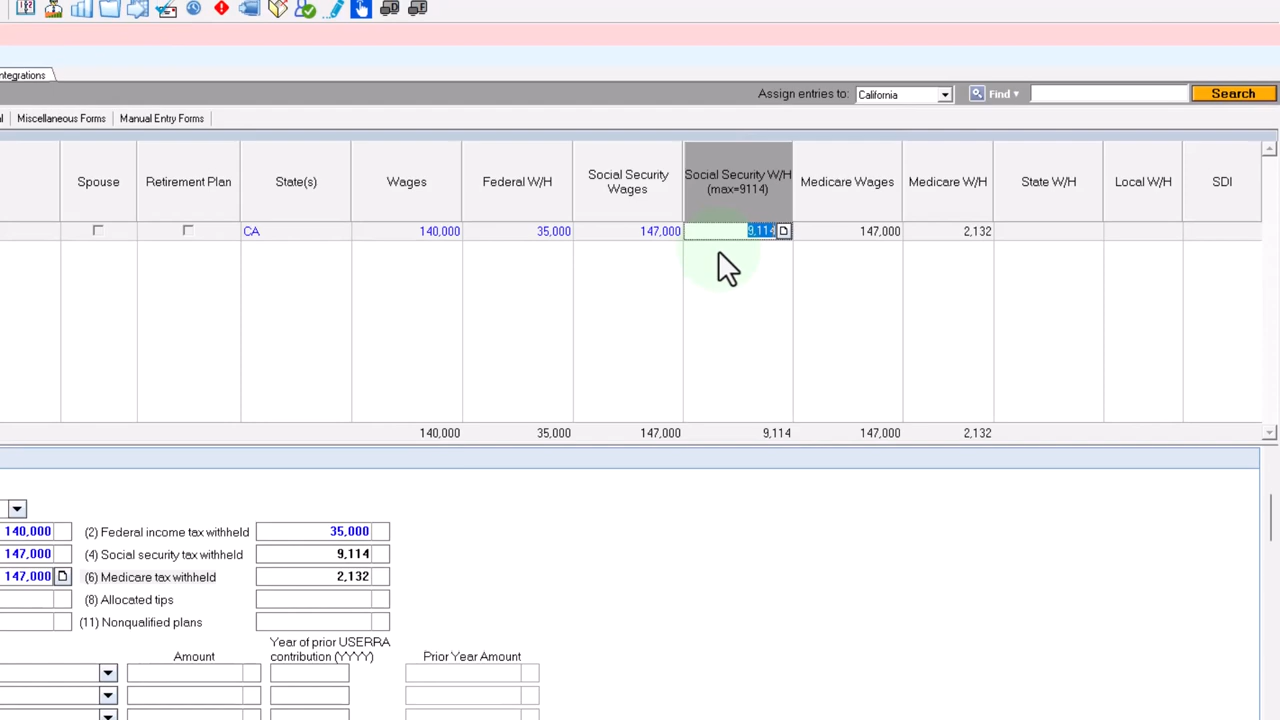 ntegrations
Assign entries to: California Find Search
l Miscellaneous Forms Manual Entry Forms
Spouse Retirement Plan State(s) Wages Federal W/H Social Security Wages Social Security W/H (max=9114) Medicare Wages Medicare W/H State W/H Local W/H SDI
CA 140,000 35,000 147,000 9,114 147,000 2,132
140,000 35,000 147,000 9,114 147,000 2,132
140,000 (2) Federal income tax withheld 35,000
147,000 (4) Social security tax withheld 9,114
147,000 (6) Medicare tax withheld 2,132
(8) Allocated tips
(11) Nonqualified plans
Year of prior USERRA
Amount contribution (YYYY) Prior Year Amount